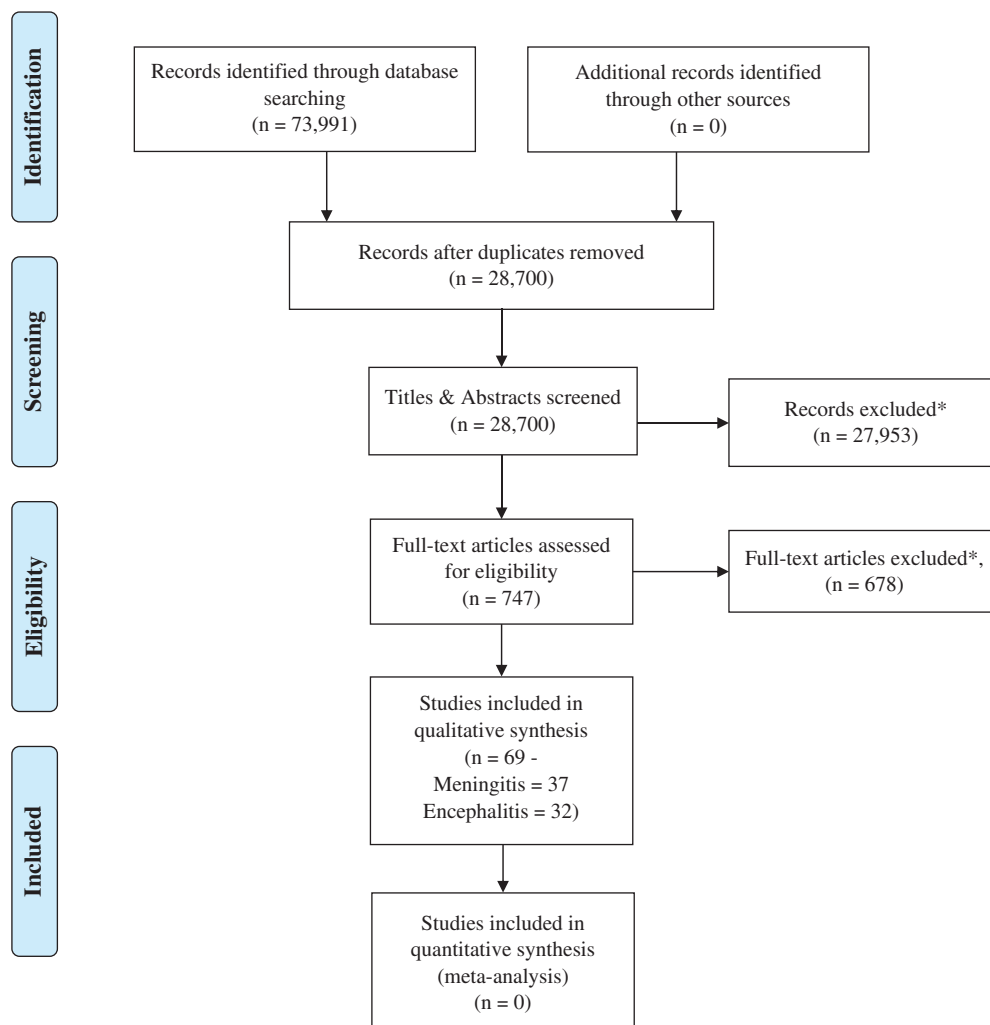 Identification
Records identified through database
searching
(n = 73,991)
Additional records identified
through other sources
(n = 0)
Records after duplicates removed
(n = 28,700)
Screening
Titles & Abstracts screened
(n = 28,700)
Records excluded*
(n = 27,953)
Eligibility
Full-text articles assessed
for eligibility
(n = 747)
Full-text articles excluded*,
(n = 678)
Studies included in
qualitative synthesis
(n = 69 -
Meningitis = 37
Encephalitis = 32)
Included
Studies included in
quantitative synthesis
(meta-analysis)
(n = 0)